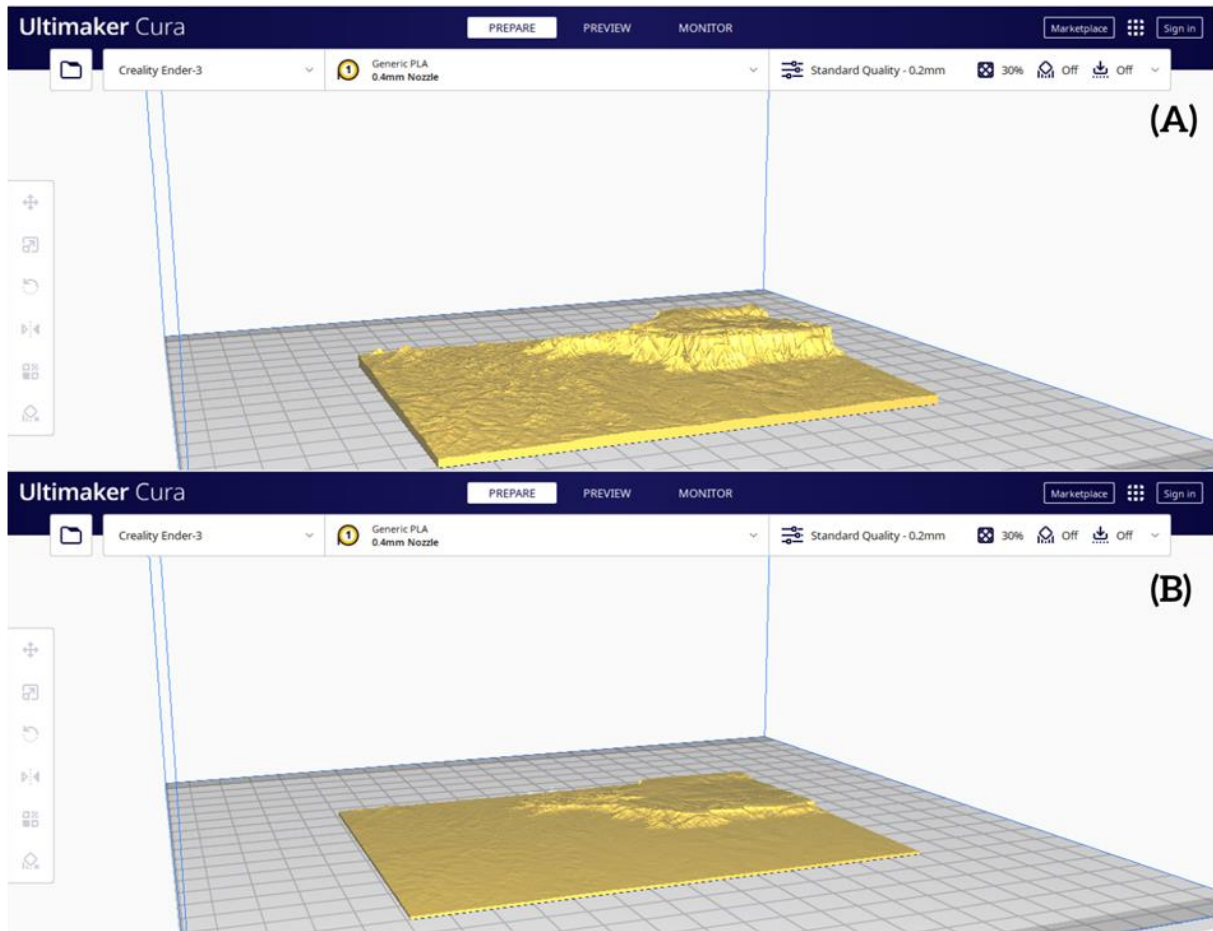 Ultimaker Cura PREPARE PREVIEW MONITOR Marketplace Sign in
Creality Ender-3 1 Generic PLA 0.4mm Nozzle Standard Quality - 0.2mm 30% Off Off
(A)
Ultimaker Cura PREPARE PREVIEW MONITOR Marketplace Sign in
Creality Ender-3 1 Generic PLA 0.4mm Nozzle Standard Quality - 0.2mm 30% Off Off
(B)